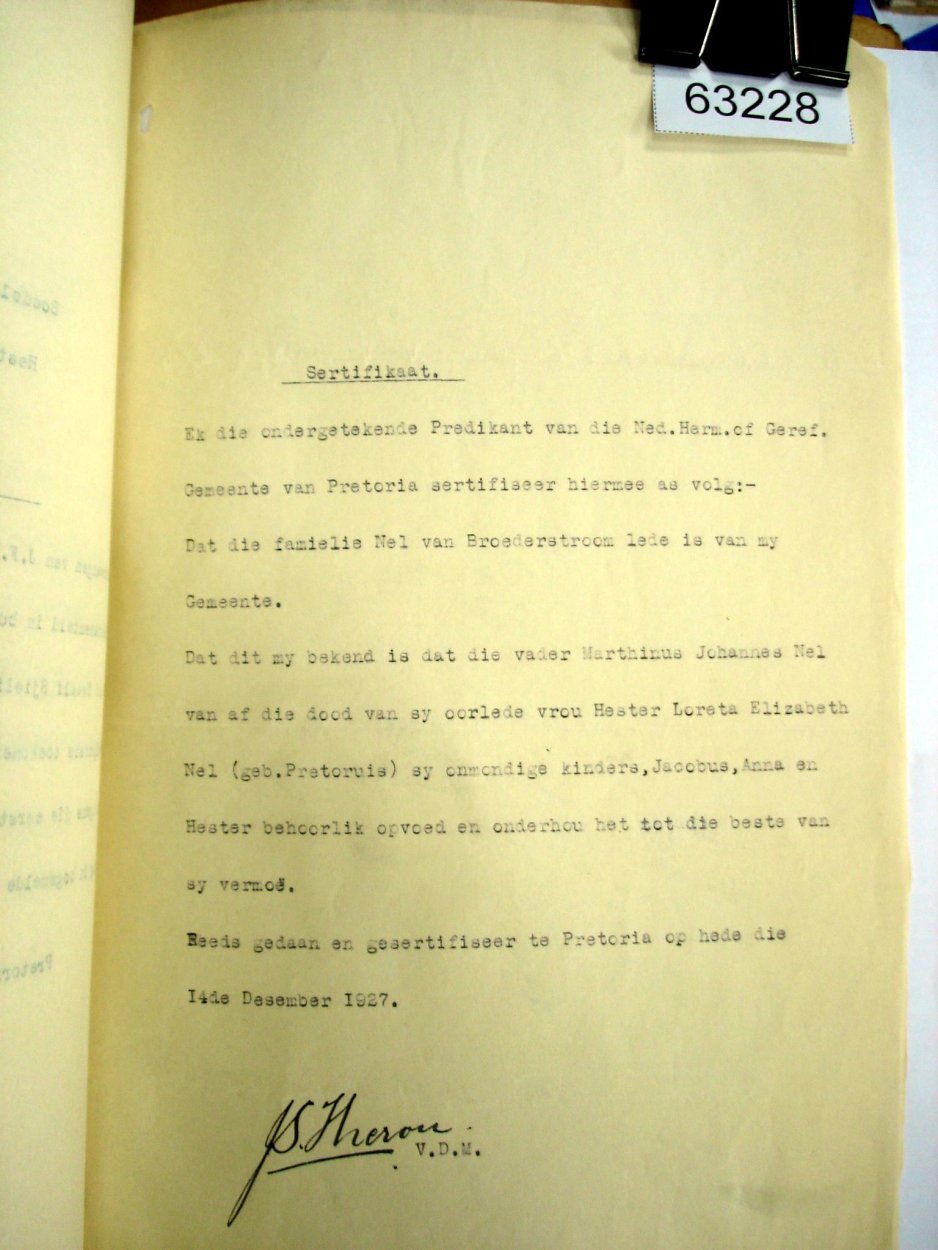 63228
Sertifikaat.
Ek die ondergetekende Predikant van die Ned.Herm.of Geref.
Gemeente van Pretoria sertifiseer hiermee as volg:-
Dat die famielie Nel van Broederstroom lede is van my
Gemeente.
Dat dit my bekend is dat die vader Marthinus Johannes Nel
van af die dood van sy oorlede vrou Hester Loreta Elizabeth
Nel (geb.Pretoruis) sy onmondige kinders,Jacobus,Anna en
Hester behoorlik opvoed en onderhou het tot die beste van
sy vermoë.
Reeds gedaan en gesertifiseer te Pretoria op hede die
14de Desember 1927.
JS. Theron.
V.D.M.